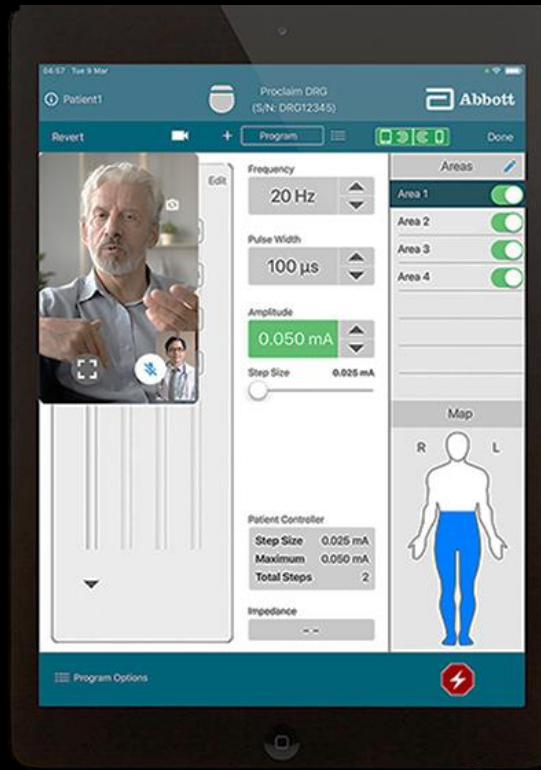 04:57 Tue 9 Mar
Patient1
Proclaim DRG
(S/N: DRG12345)
Abbott
Revert
+
Program
Done
Edit
Frequency
20 Hz
Pulse Width
100 µs
Amplitude
0.050 mA
Step Size 0.025 mA
Patient Controller
Step Size 0.025 mA
Maximum 0.050 mA
Total Steps 2
Impedance
--
Areas
Area 1
Area 2
Area 3
Area 4
Map
R L
Program Options